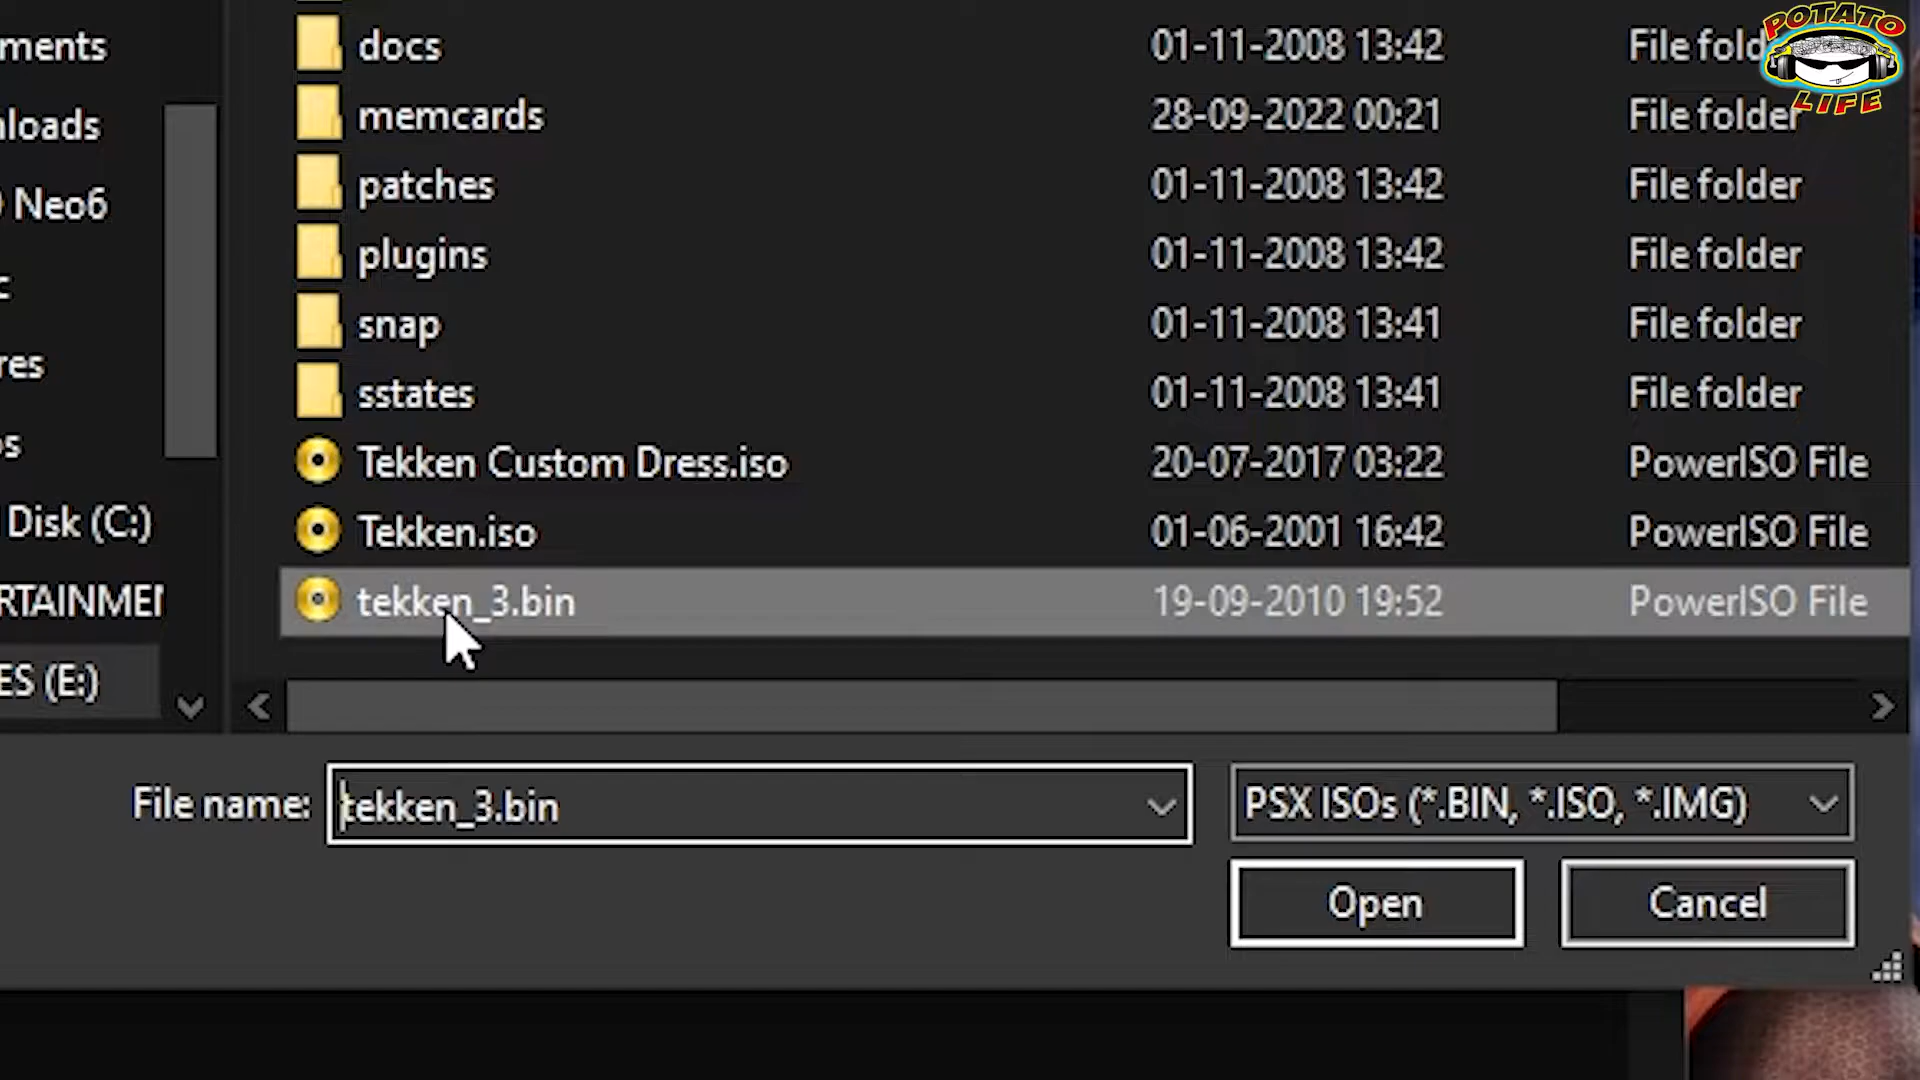 docs 01-11-2008 13:42 File fold
memcards 28-09-2022 00:21 File folder
patches 01-11-2008 13:42 File folder
plugins 01-11-2008 13:42 File folder
snap 01-11-2008 13:41 File folder
sstates 01-11-2008 13:41 File folder
Tekken Custom Dress.iso 20-07-2017 03:22 PowerISO File
Tekken.iso 01-06-2001 16:42 PowerISO File
tekken_3.bin 19-09-2010 19:52 PowerISO File
ments
nloads
Neo6
c
res
os
Disk (C:)
RTAINMEN
ES (E:)
File name: tekken_3.bin PSX ISOs (*.BIN, *.ISO, *.IMG)
Open Cancel
POTATO
LIFE